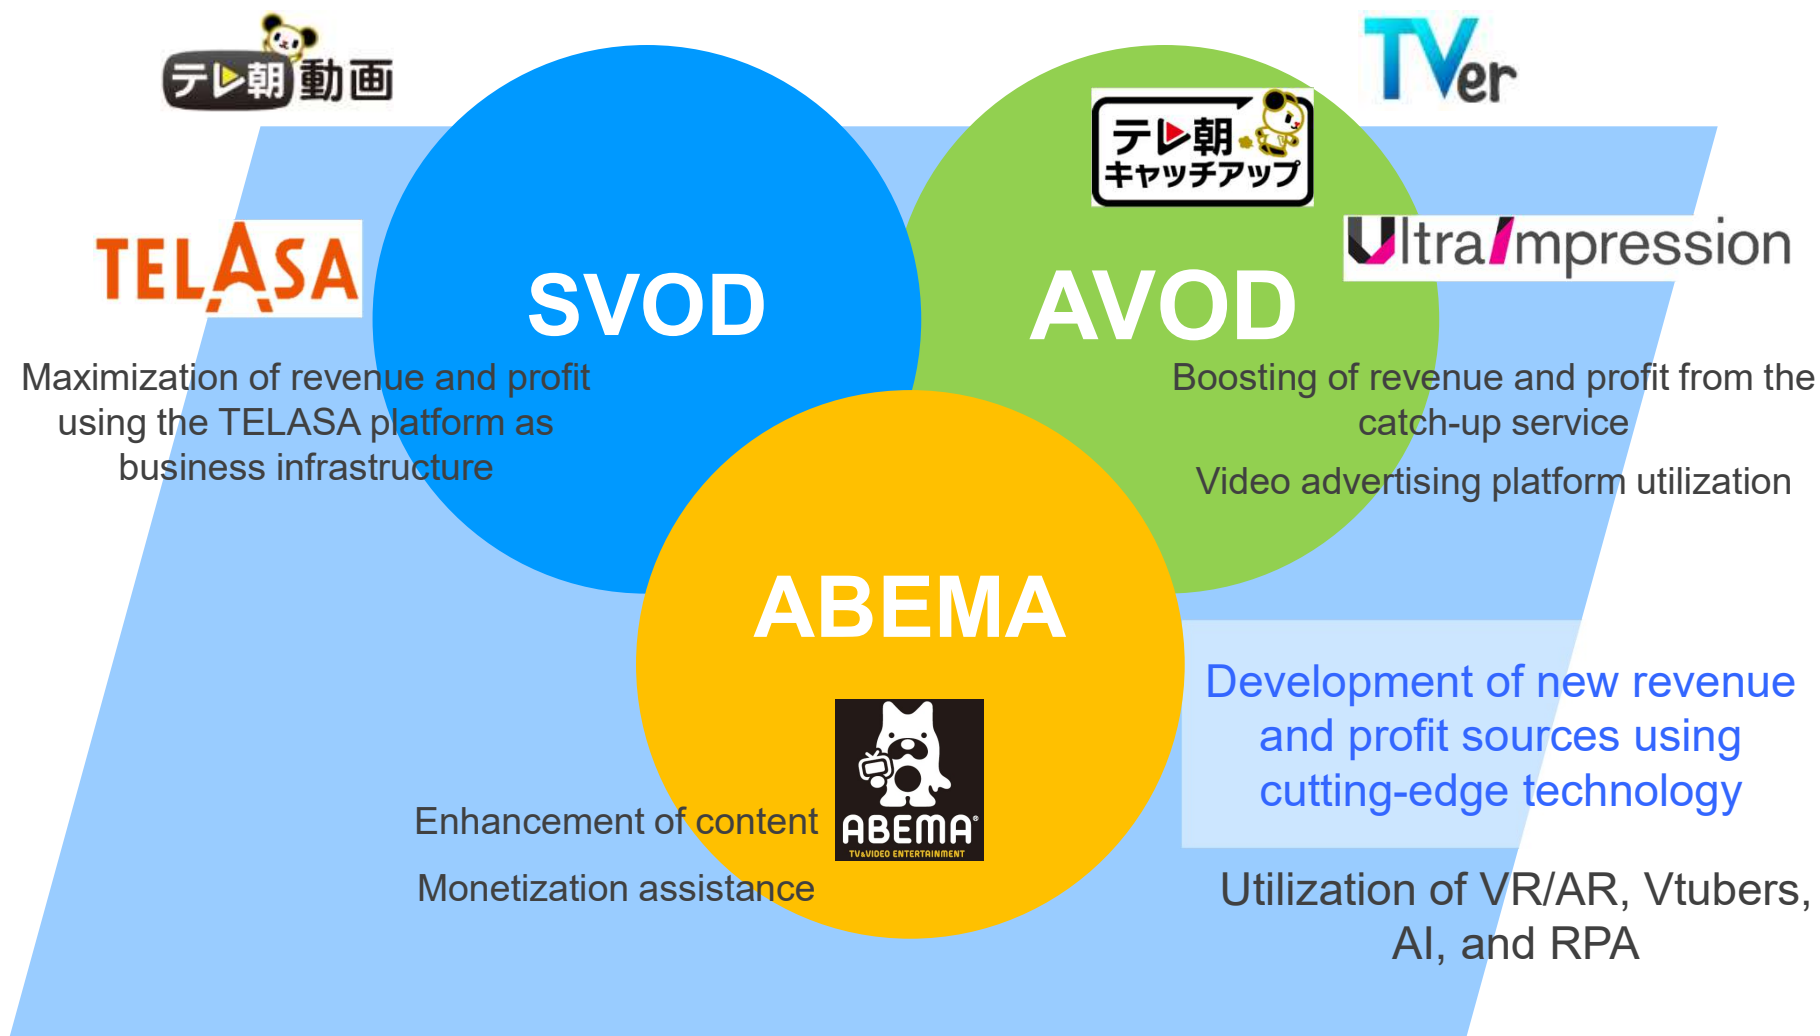 テレ朝動画
TVer
テレ朝
キャッチアップ
TELASA
UltraImpression
SVOD
AVOD
Maximization of revenue and profit
using the TELASA platform as
business infrastructure
Boosting of revenue and profit from the
catch-up service
Video advertising platform utilization
ABEMA
Development of new revenue
and profit sources using
cutting-edge technology
Enhancement of content
Monetization assistance
ABEMA®
TV&VIDEO ENTERTAINMENT
Utilization of VR/AR, Vtubers,
AI, and RPA